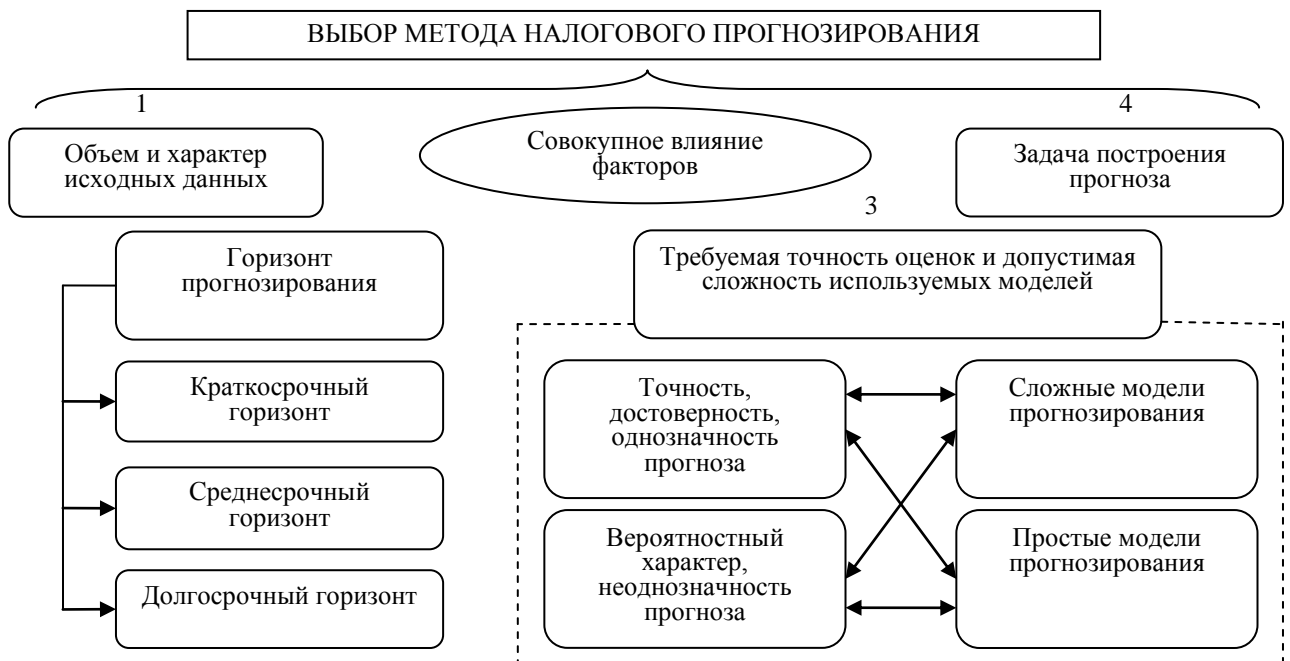 ВЫБОР МЕТОДА НАЛОГОВОГО ПРОГНОЗИРОВАНИЯ
1
Объем и характер
исходных данных
Совокупное влияние
факторов
4
Задача построения
прогноза
Горизонт
прогнозирования
Краткосрочный
горизонт
Среднесрочный
горизонт
Долгосрочный горизонт
3
Требуемая точность оценок и допустимая
сложность используемых моделей
Точность,
достоверность,
однозначность
прогноза
Сложные модели
прогнозирования
Вероятностный
характер,
неоднозначность
прогноза
Простые модели
прогнозирования